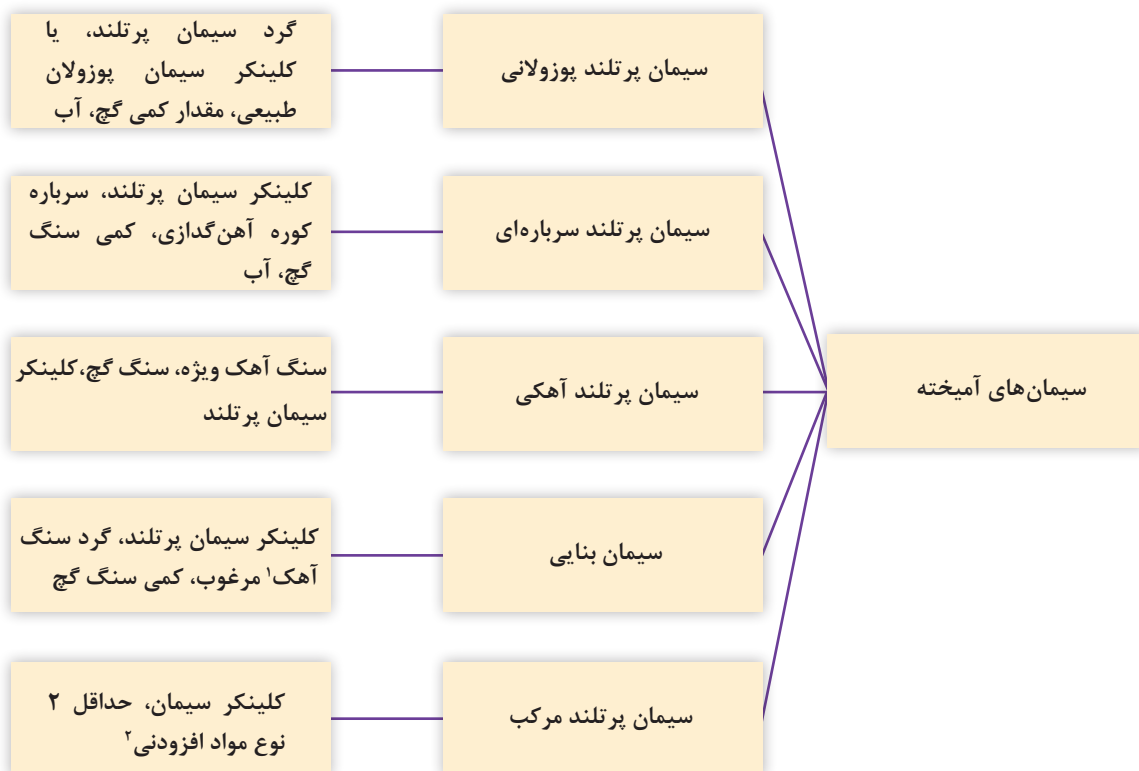 سیمان‌های آمیخته
سیمان پرتلند پوزولانی
گرد سیمان پرتلند، یا
کلینکر سیمان پوزولان
طبیعی، مقدار کمی گچ، آب
سیمان پرتلند سرباره‌ای
کلینکر سیمان پرتلند، سرباره
کوره آهن‌گدازی، کمی سنگ
گچ، آب
سیمان پرتلند آهکی
سنگ آهک ویژه، سنگ گچ،کلینکر
سیمان پرتلند
سیمان بنایی
کلینکر سیمان پرتلند، گرد سنگ
آهک۱ مرغوب، کمی سنگ گچ
سیمان پرتلند مرکب
کلینکر سیمان، حداقل ۲
نوع مواد افزودنی۲